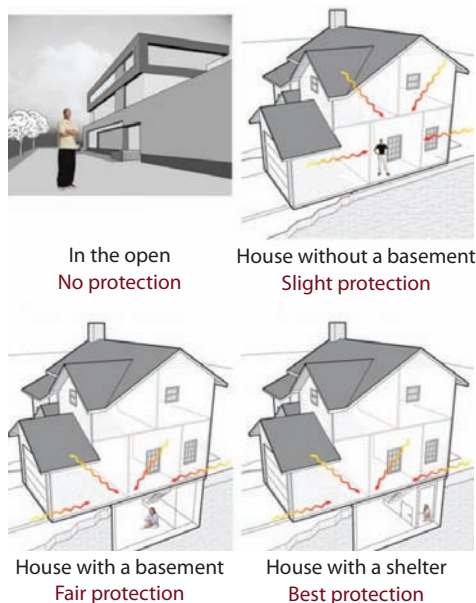 In the open
No protection
House without a basement
Slight protection
House with a basement
Fair protection
House with a shelter
Best protection